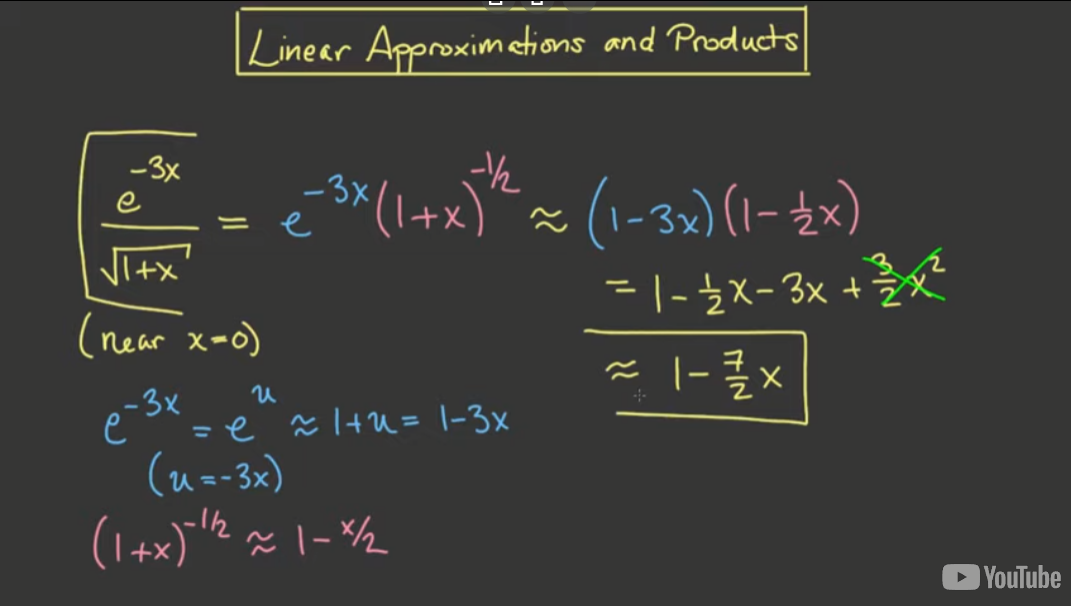 Linear Approximations and Products
e^{-3x} / √(1+x) = e^{-3x} (1+x)^{-1/2} ≈ (1-3x)(1-½x)
= 1 - ½x - 3x + 3/2 x²
(near x=0)
≈ 1 - 7/2 x
e^{-3x} = e^u ≈ 1+u = 1-3x
(u=-3x)
(1+x)^{-1/2} ≈ 1 - x/2
YouTube